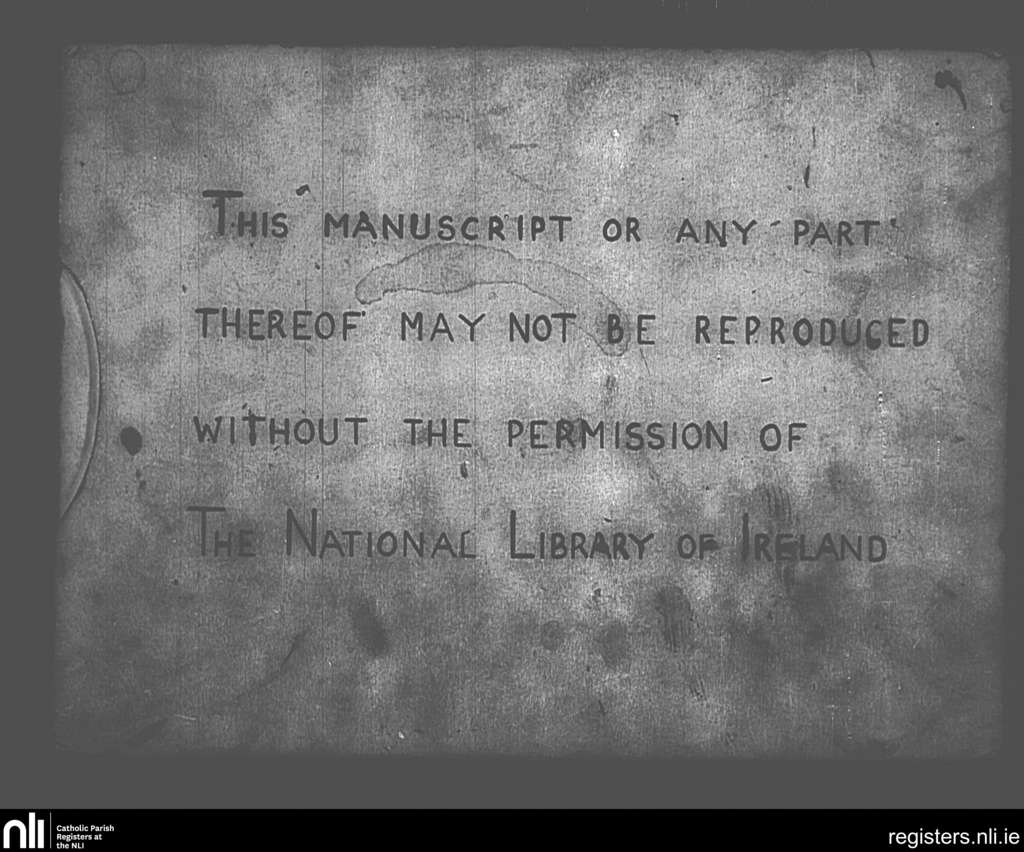 THIS MANUSCRIPT OR ANY PART
THEREOF MAY NOT BE REPRODUCED
WITHOUT THE PERMISSION OF
THE NATIONAL LIBRARY OF IRELAND
nli
Catholic Parish
Registers at
the NLI
registers.nli.ie